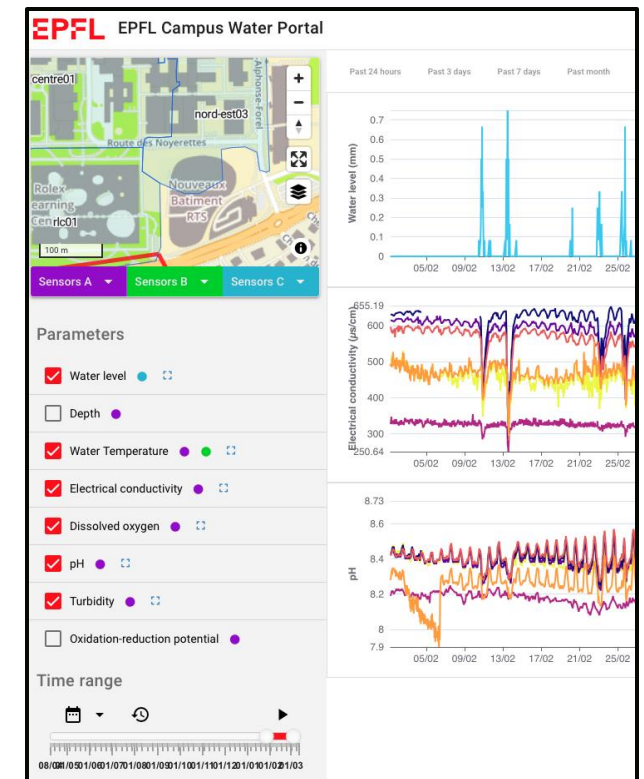 EPFL EPFL Campus Water Portal
centre01
nord-est03
Alphonse-Forel
Route des Noyerettes
Rolex
earning
Cen
rlc01
Nouveaux
Batiment
RTS
100 m
Sensors A Sensors B Sensors C
Parameters
Water level
Depth
Water Temperature
Electrical conductivity
Dissolved oxygen
pH
Turbidity
Oxidation-reduction potential
Time range
Past 24 hours Past 3 days Past 7 days Past month
Water level (mm)
0.7
0.6
0.5
0.4
0.3
0.2
0.1
0
05/02 09/02 13/02 17/02 21/02 25/02
Electrical conductivity (µs/cm)
655.19
600
500
400
300
250.64
05/02 09/02 13/02 17/02 21/02 25/02
pH
8.73
8.6
8.4
8.2
8
7.9
05/02 09/02 13/02 17/02 21/02 25/02